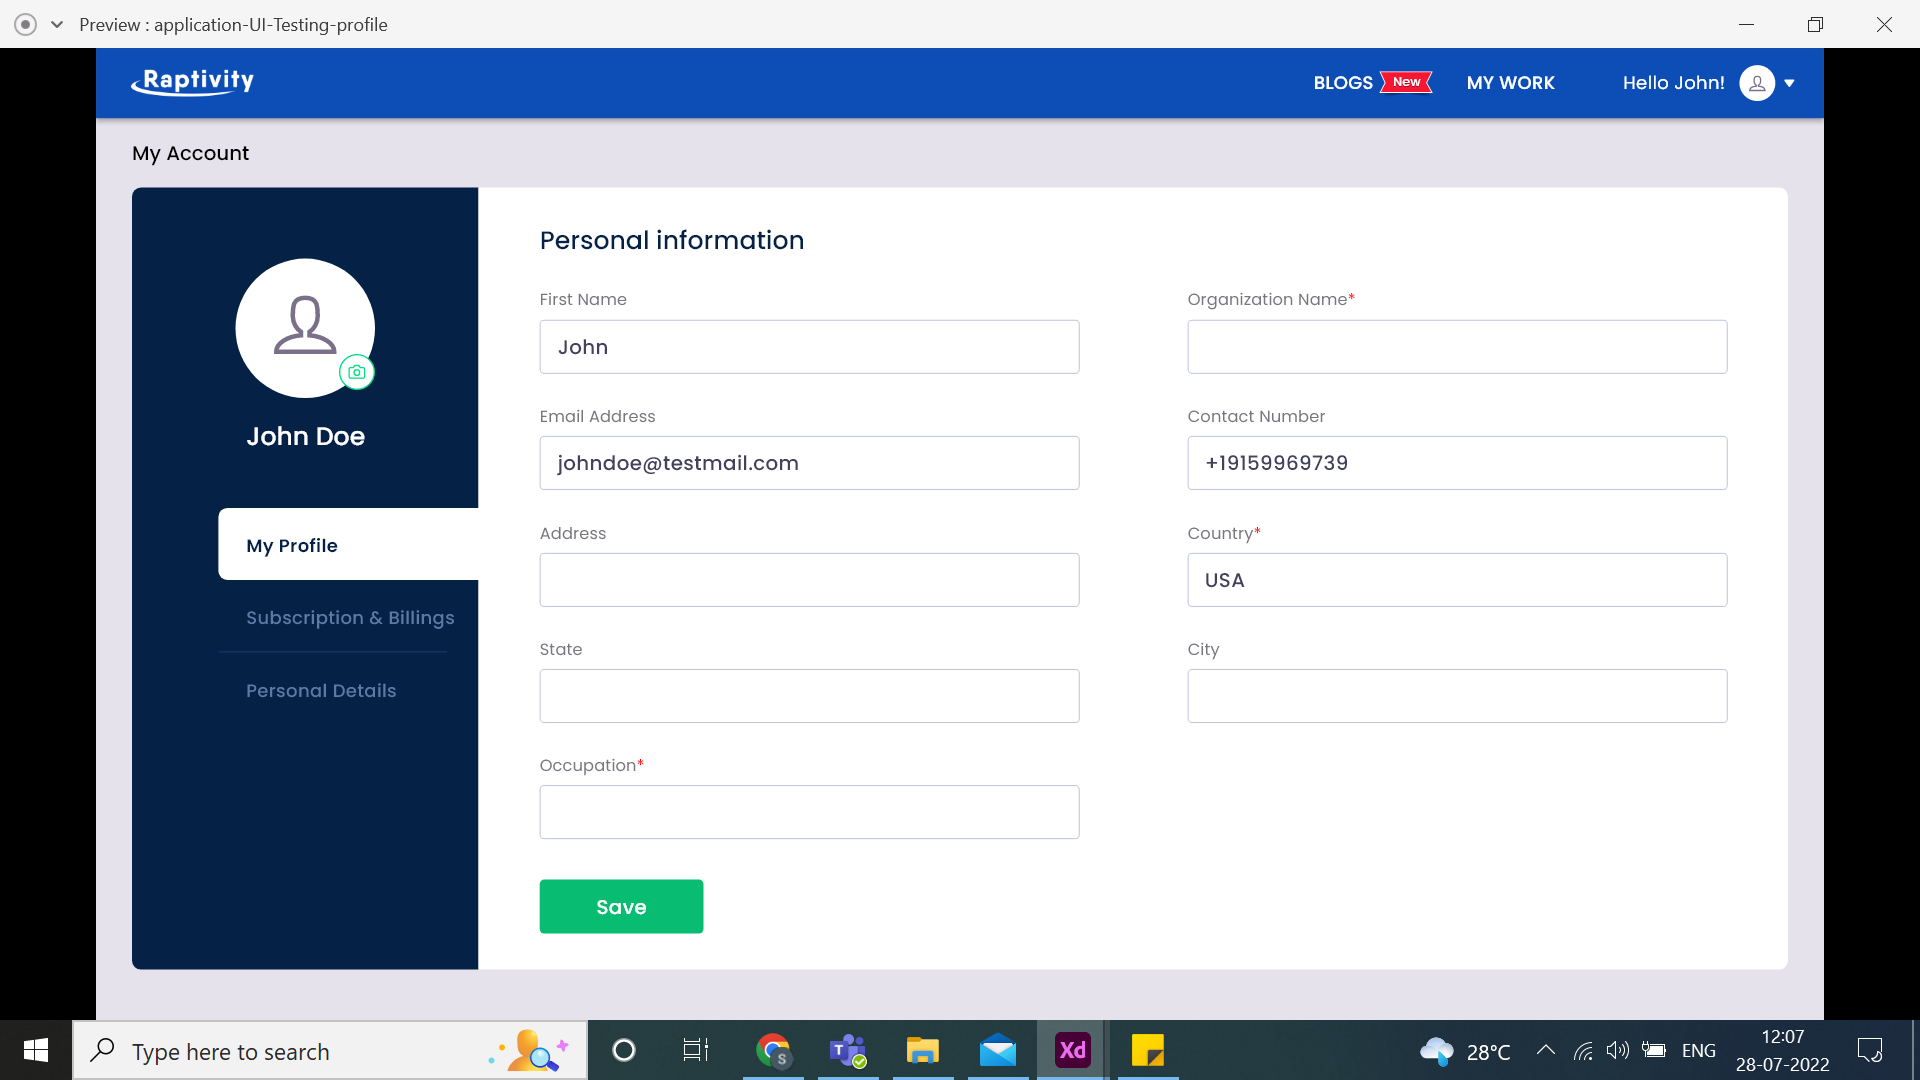 Preview : application-UI-Testing-profile
Raptivity
BLOGS New MY WORK Hello John!
My Account
John Doe
My Profile
Subscription & Billings
Personal Details
Personal information
First Name
John
Organization Name*
Email Address
johndoe@testmail.com
Contact Number
+19159969739
Address
Country*
USA
State
City
Occupation*
Save
Type here to search
S
T
Xd
28°C
ENG
12:07
28-07-2022